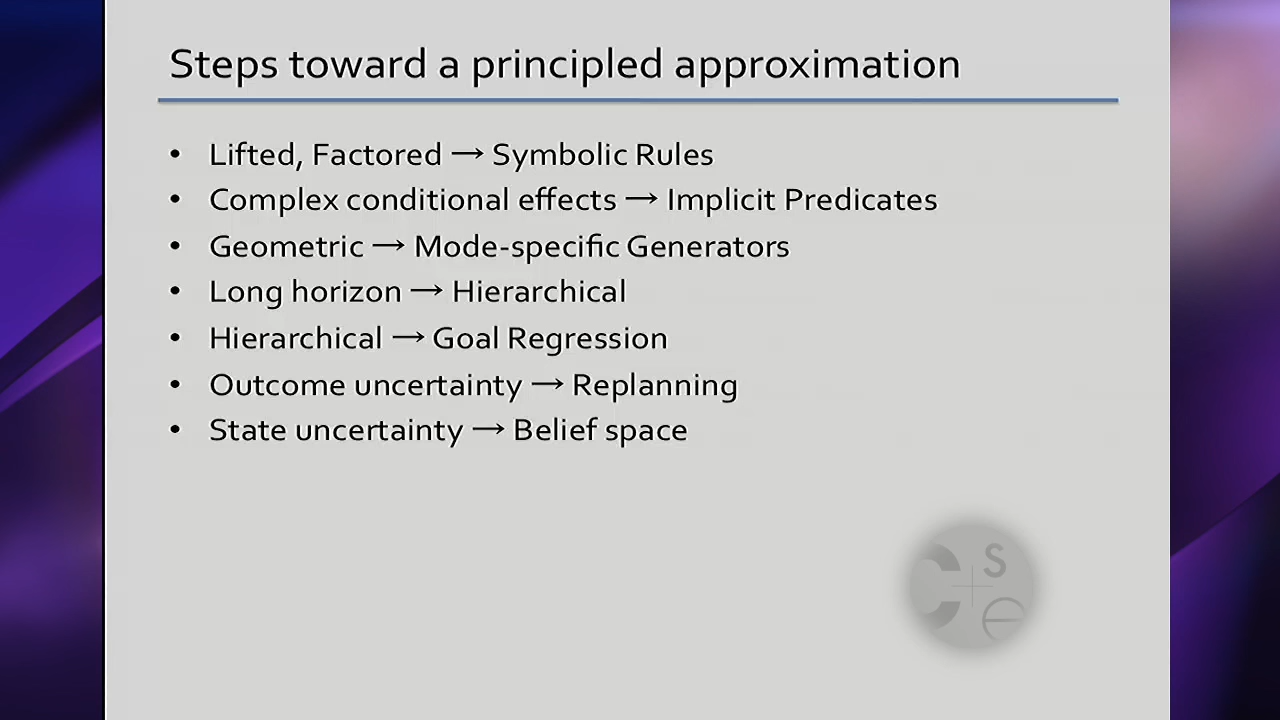 Steps toward a principled approximation
• Lifted, Factored → Symbolic Rules
• Complex conditional effects → Implicit Predicates
• Geometric → Mode-specific Generators
• Long horizon → Hierarchical
• Hierarchical → Goal Regression
• Outcome uncertainty → Replanning
• State uncertainty → Belief space
C s
e